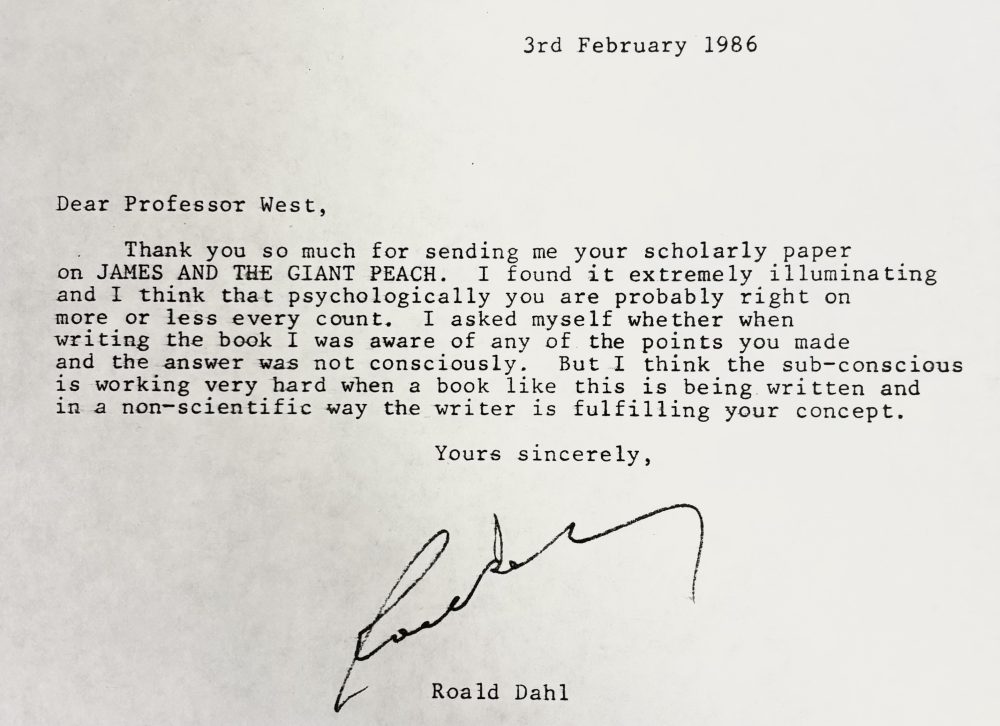 3rd February 1986
Dear Professor West,
Thank you so much for sending me your scholarly paper
on JAMES AND THE GIANT PEACH. I found it extremely illuminating
and I think that psychologically you are probably right on
more or less every count. I asked myself whether when
writing the book I was aware of any of the points you made
and the answer was not consciously. But I think the sub-conscious
is working very hard when a book like this is being written and
in a non-scientific way the writer is fulfilling your concept.
Yours sincerely,
Roald Dahl